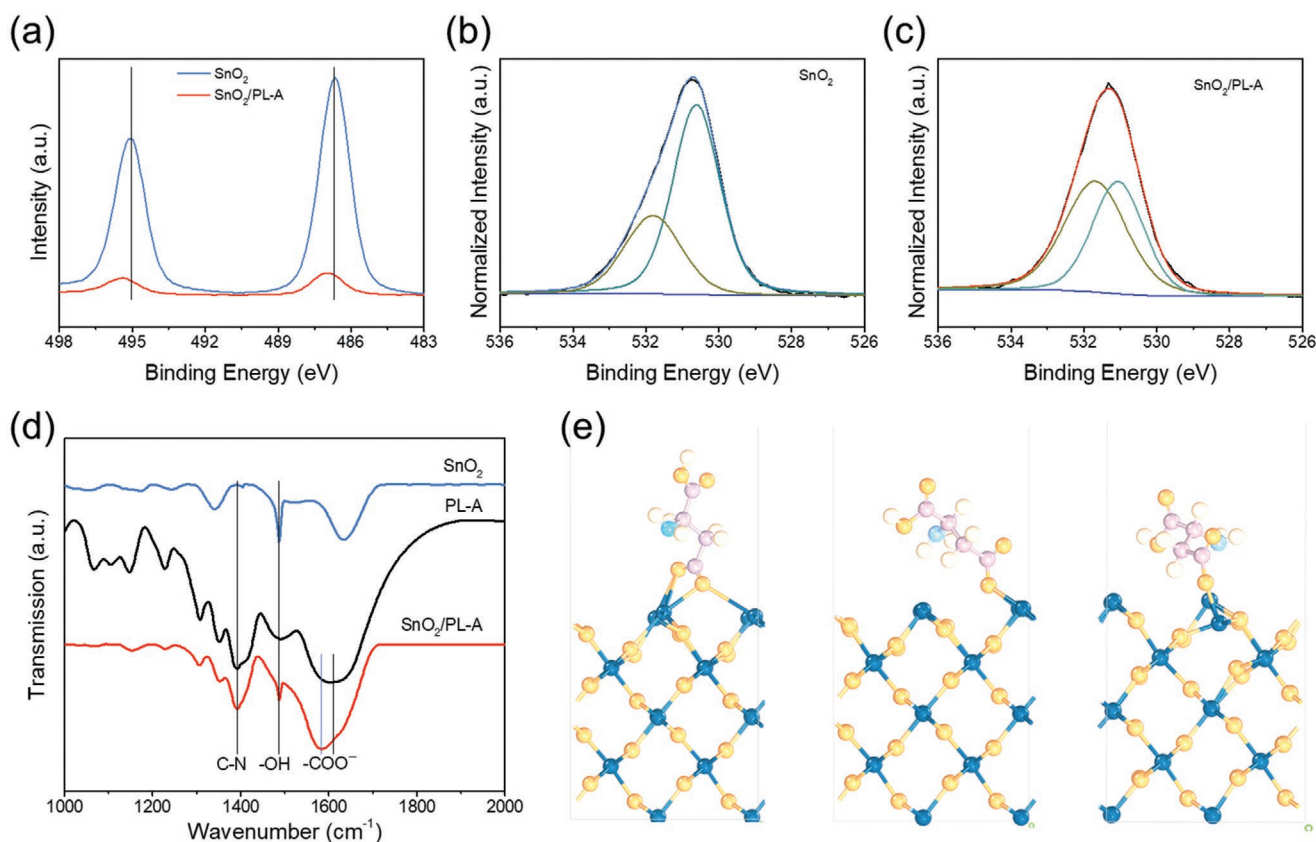 (a)
SnO₂
SnO₂/PL-A
Intensity (a.u.)
498 495 492 489 486 483
Binding Energy (eV)
(b)
SnO₂
Normalized Intensity (a.u.)
536 534 532 530 528 526
Binding Energy (eV)
(c)
SnO₂/PL-A
Normalized Intensity (a.u.)
536 534 532 530 528 526
Binding Energy (eV)
(d)
SnO₂
PL-A
SnO₂/PL-A
C-N -OH -COO⁻
Transmission (a.u.)
1000 1200 1400 1600 1800 2000
Wavenumber (cm⁻¹)
(e)